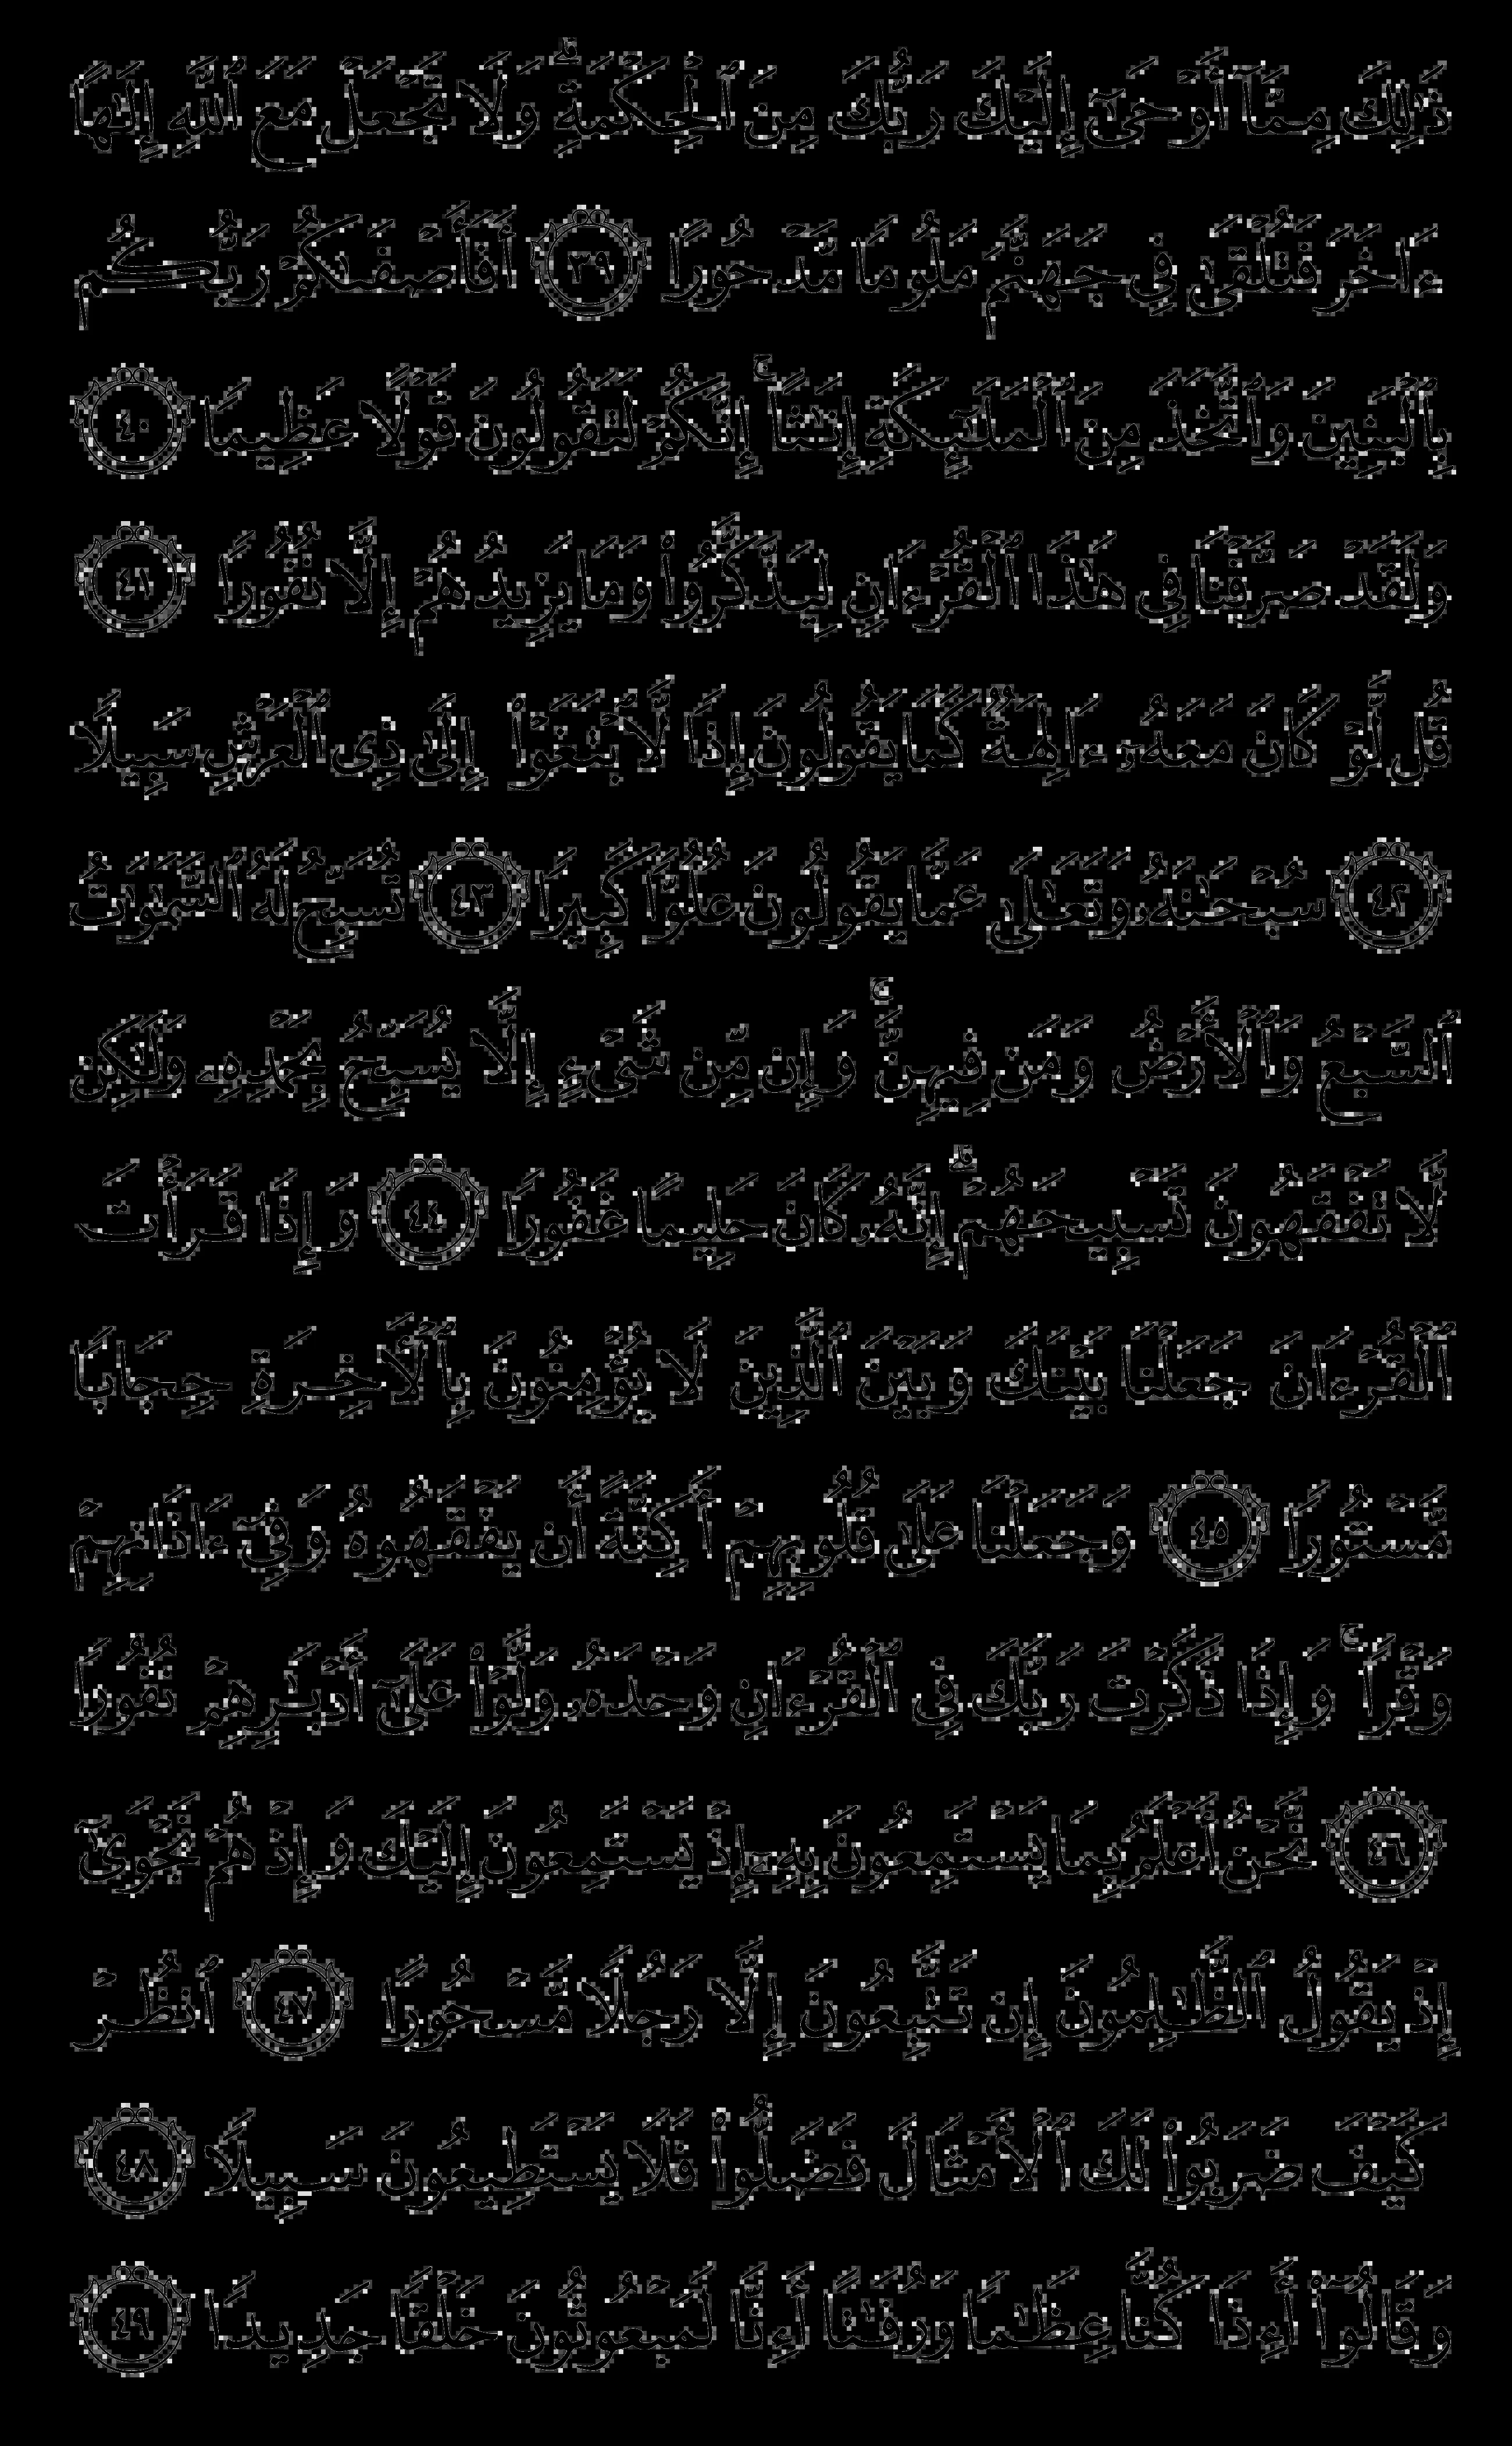 ذَٰلِكَ مِمَّآ أَوۡحَىٰٓ إِلَيۡكَ رَبُّكَ مِنَ ٱلۡحِكۡمَةِۗ وَلَا تَجۡعَلۡ مَعَ ٱللَّهِ إِلَٰهًا
ءَاخَرَ فَتُلۡقَىٰ فِي جَهَنَّمَ مَلُومٗا مَّدۡحُورًا ٣٩ أَفَأَصۡفَىٰكُمۡ رَبُّكُم
بِٱلۡبَنِينَ وَٱتَّخَذَ مِنَ ٱلۡمَلَٰٓئِكَةِ إِنَٰثًاۚ إِنَّكُمۡ لَتَقُولُونَ قَوۡلًا عَظِيمٗا ٤٠
وَلَقَدۡ صَرَّفۡنَا فِي هَٰذَا ٱلۡقُرۡءَانِ لِيَذَّكَّرُواْ وَمَا يَزِيدُهُمۡ إِلَّا نُفُورٗا ٤١
قُل لَّوۡ كَانَ مَعَهُۥٓ ءَالِهَةٞ كَمَا يَقُولُونَ إِذٗا لَّٱبۡتَغَوۡاْ إِلَىٰ ذِي ٱلۡعَرۡشِ سَبِيلٗا
٤٢ سُبۡحَٰنَهُۥ وَتَعَٰلَىٰ عَمَّا يَقُولُونَ عُلُوّٗا كَبِيرٗا ٤٣ تُسَبِّحُ لَهُ ٱلسَّمَٰوَٰتُ
ٱلسَّبۡعُ وَٱلۡأَرۡضُ وَمَن فِيهِنَّۚ وَإِن مِّن شَيۡءٍ إِلَّا يُسَبِّحُ بِحَمۡدِهِۦ وَلَٰكِن
لَّا تَفۡقَهُونَ تَسۡبِيحَهُمۡۗ إِنَّهُۥ كَانَ حَلِيمًا غَفُورٗا ٤٤ وَإِذَا قَرَأۡتَ
ٱلۡقُرۡءَانَ جَعَلۡنَا بَيۡنَكَ وَبَيۡنَ ٱلَّذِينَ لَا يُؤۡمِنُونَ بِٱلۡأٓخِرَةِ حِجَابٗا
مَّسۡتُورٗا ٤٥ وَجَعَلۡنَا عَلَىٰ قُلُوبِهِمۡ أَكِنَّةً أَن يَفۡقَهُوهُ وَفِيٓ ءَاذَانِهِمۡ
وَقۡرٗاۚ وَإِذَا ذَكَرۡتَ رَبَّكَ فِي ٱلۡقُرۡءَانِ وَحۡدَهُۥ وَلَّوۡاْ عَلَىٰٓ أَدۡبَٰرِهِمۡ نُفُورٗا
٤٦ نَّحۡنُ أَعۡلَمُ بِمَا يَسۡتَمِعُونَ بِهِۦٓ إِذۡ يَسۡتَمِعُونَ إِلَيۡكَ وَإِذۡ هُمۡ نَجۡوَىٰٓ
إِذۡ يَقُولُ ٱلظَّٰلِمُونَ إِن تَتَّبِعُونَ إِلَّا رَجُلٗا مَّسۡحُورًا ٤٧ ٱنظُرۡ
كَيۡفَ ضَرَبُواْ لَكَ ٱلۡأَمۡثَالَ فَضَلُّواْ فَلَا يَسۡتَطِيعُونَ سَبِيلٗا ٤٨
وَقَالُوٓاْ أَءِذَا كُنَّا عِظَٰمٗا وَرُفَٰتًا أَءِنَّا لَمَبۡعُوثُونَ خَلۡقٗا جَدِيدٗا ٤٩